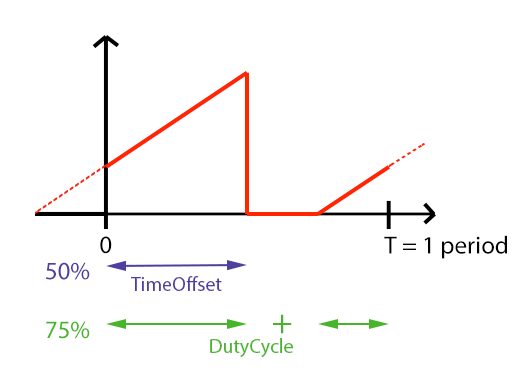 0
T = 1 period
50%
TimeOffset
75%
+
DutyCycle